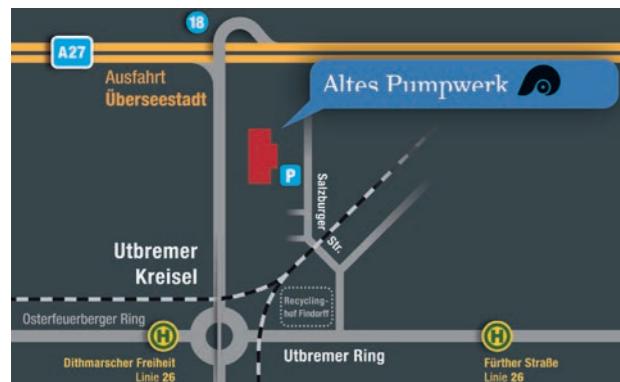 18
A27
Ausfahrt
Überseestadt
Altes Pumpwerk
P
Salzburger
Str.
Utbremer
Kreisel
Recycling-
hof Findorff
Osterfeuerberger Ring
H
Dithmarscher Freiheit
Linie 26
Utbremer Ring
H
Fürther Straße
Linie 26